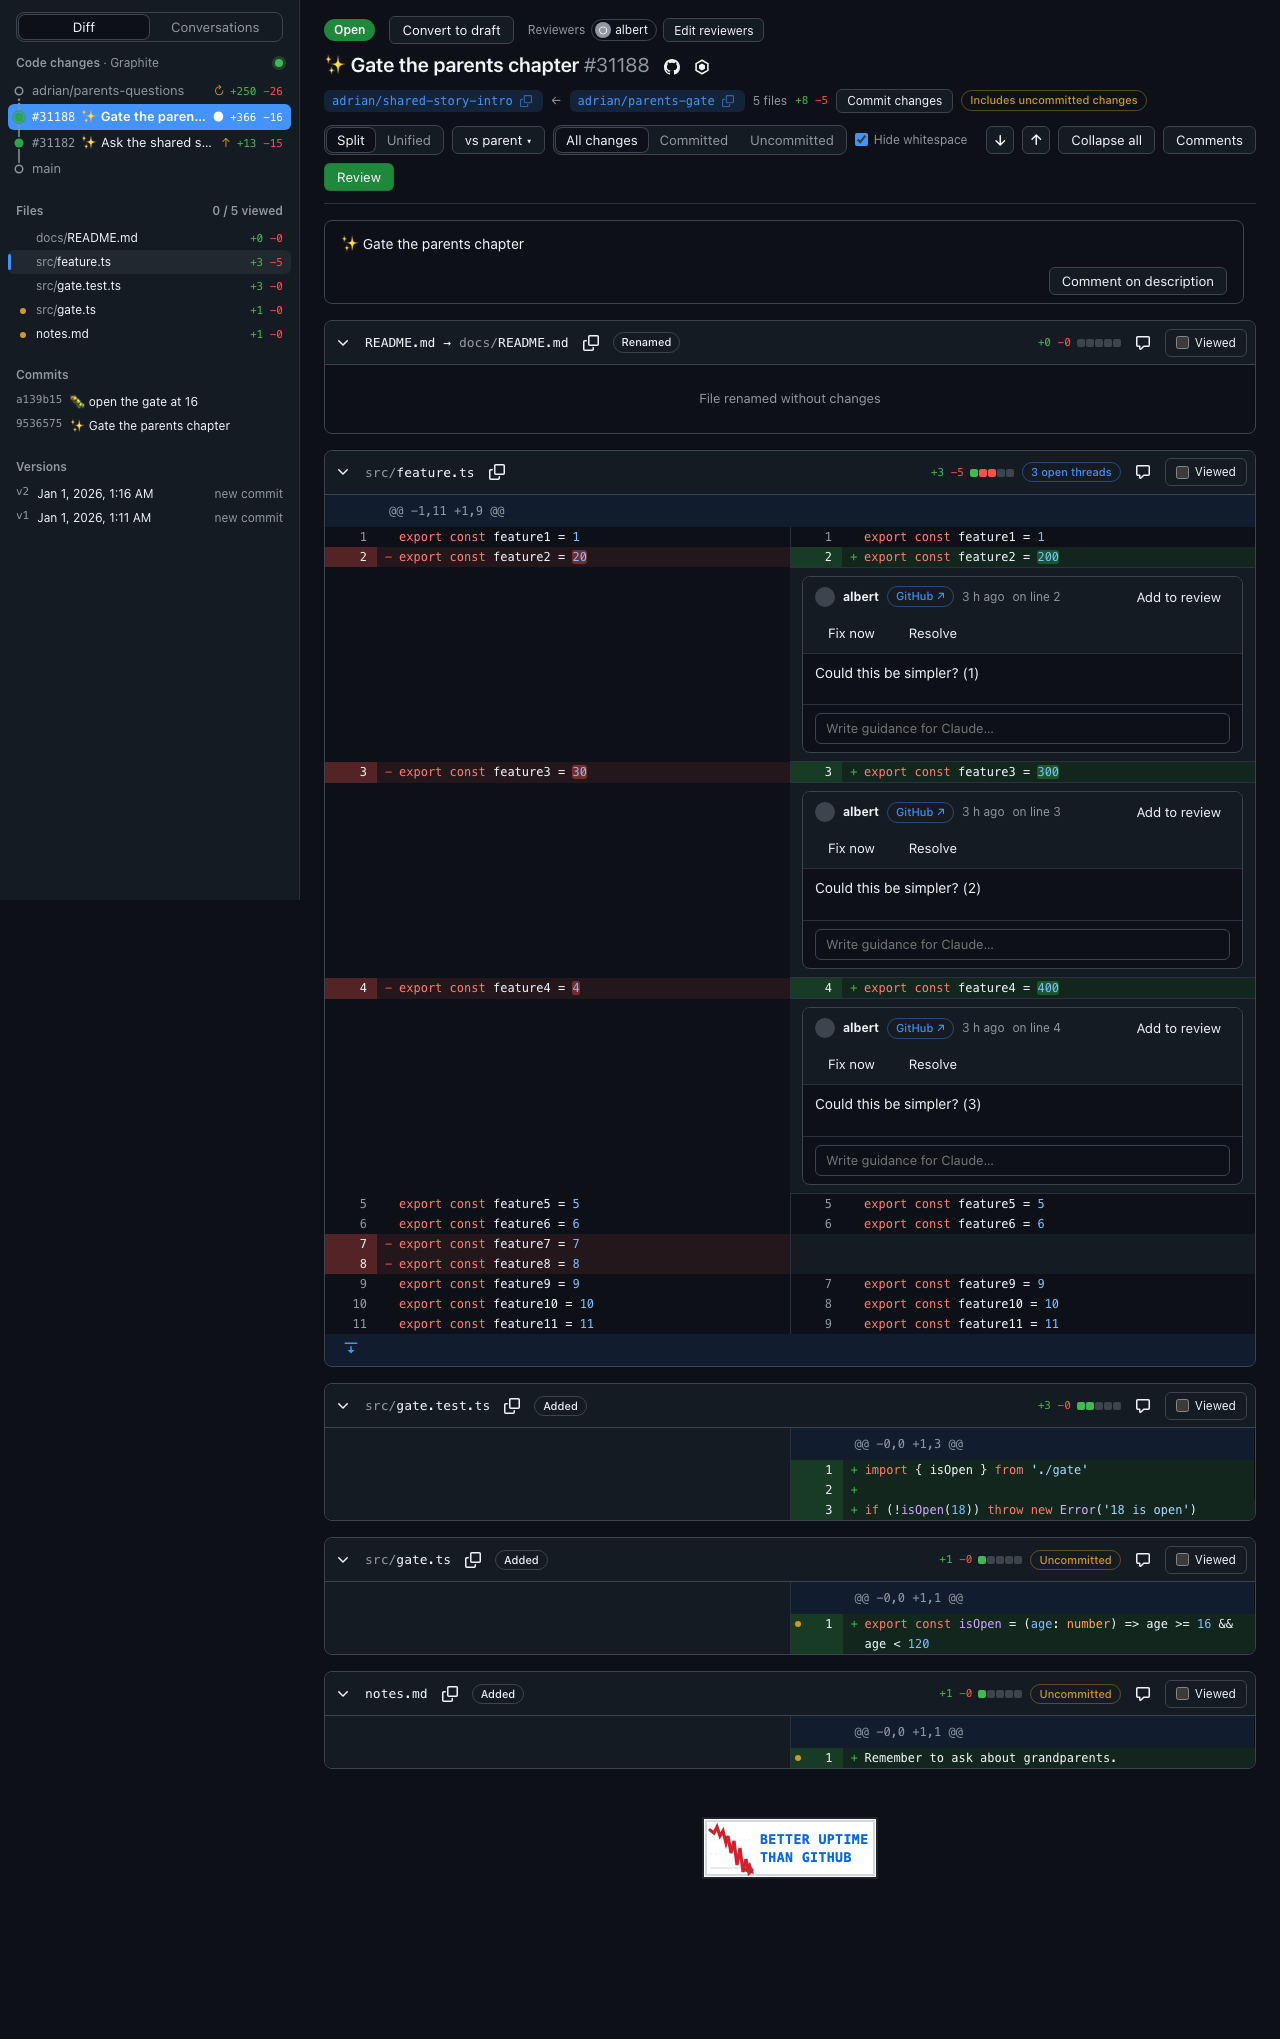 Diff Conversations
Code changes · Graphite
adrian/parents-questions +250 −26
#31188 ✨ Gate the paren... +366 −16
#31182 ✨ Ask the shared s... ↑ +13 −15
main
Files 0 / 5 viewed
docs/README.md +0 −0
src/feature.ts +3 −5
src/gate.test.ts +3 −0
src/gate.ts +1 −0
notes.md +1 −0
Commits
a139b15 🐛 open the gate at 16
9536575 ✨ Gate the parents chapter
Versions
v2 Jan 1, 2026, 1:16 AM new commit
v1 Jan 1, 2026, 1:11 AM new commit
Open Convert to draft Reviewers albert Edit reviewers
✨ Gate the parents chapter #31188
adrian/shared-story-intro ← adrian/parents-gate 5 files +8 −5 Commit changes Includes uncommitted changes
Split Unified vs parent ▾ All changes Committed Uncommitted Hide whitespace ↓ ↑ Collapse all Comments
Review
✨ Gate the parents chapter
Comment on description
README.md → docs/README.md Renamed +0 −0 Viewed
File renamed without changes
src/feature.ts +3 −5 3 open threads Viewed
@@ −1,11 +1,9 @@
1 export const feature1 = 1 1 export const feature1 = 1
2 − export const feature2 = 20 2 + export const feature2 = 200
albert GitHub ↗ 3 h ago on line 2 Add to review
Fix now Resolve
Could this be simpler? (1)
Write guidance for Claude...
3 − export const feature3 = 30 3 + export const feature3 = 300
albert GitHub ↗ 3 h ago on line 3 Add to review
Fix now Resolve
Could this be simpler? (2)
Write guidance for Claude...
4 − export const feature4 = 4 4 + export const feature4 = 400
albert GitHub ↗ 3 h ago on line 4 Add to review
Fix now Resolve
Could this be simpler? (3)
Write guidance for Claude...
5 export const feature5 = 5 5 export const feature5 = 5
6 export const feature6 = 6 6 export const feature6 = 6
7 − export const feature7 = 7
8 − export const feature8 = 8
9 export const feature9 = 9 7 export const feature9 = 9
10 export const feature10 = 10 8 export const feature10 = 10
11 export const feature11 = 11 9 export const feature11 = 11
src/gate.test.ts Added +3 −0 Viewed
@@ −0,0 +1,3 @@
1 + import { isOpen } from './gate'
2 +
3 + if (!isOpen(18)) throw new Error('18 is open')
src/gate.ts Added +1 −0 Uncommitted Viewed
@@ −0,0 +1,1 @@
1 + export const isOpen = (age: number) => age >= 16 &&
age < 120
notes.md Added +1 −0 Uncommitted Viewed
@@ −0,0 +1,1 @@
1 + Remember to ask about grandparents.
BETTER UPTIME
THAN GITHUB